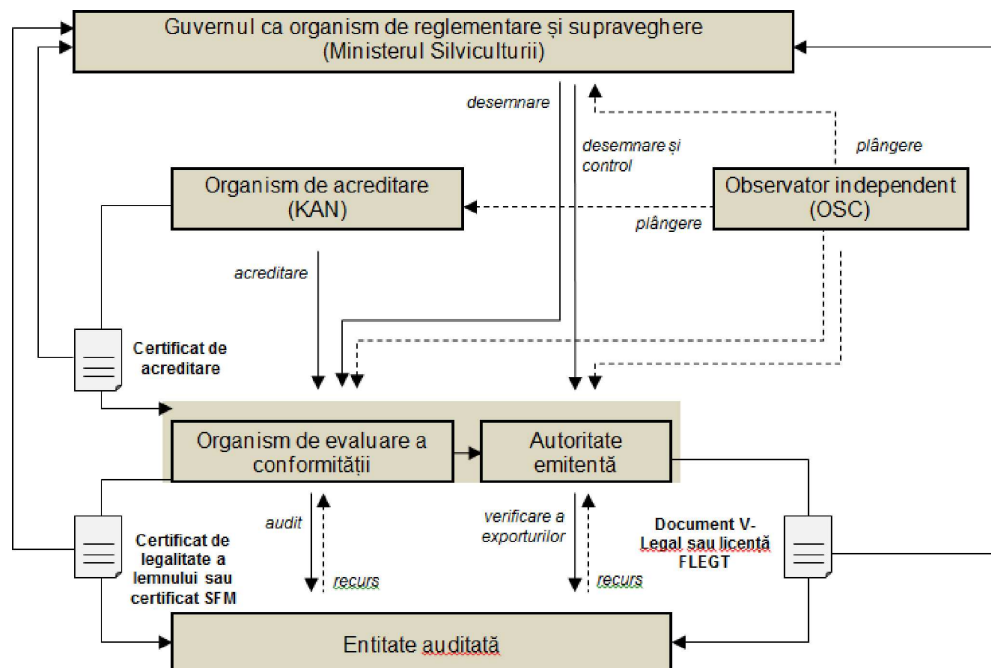 Guvernul ca organism de reglementare și supraveghere
(Ministerul Silviculturii)
desemnare
desemnare și
control
plângere
Organism de acreditare
(KAN)
Observator independent
(OSC)
plângere
acreditare
Certificat de
acreditare
Organism de evaluare a
conformității
Autoritate
emitentă
audit
verificare a
exporturilor
Document V-
Legal sau licență
FLEGT
Certificat de
legalitate a
lemnului sau
certificat SFM
recurs
recurs
Entitate auditată